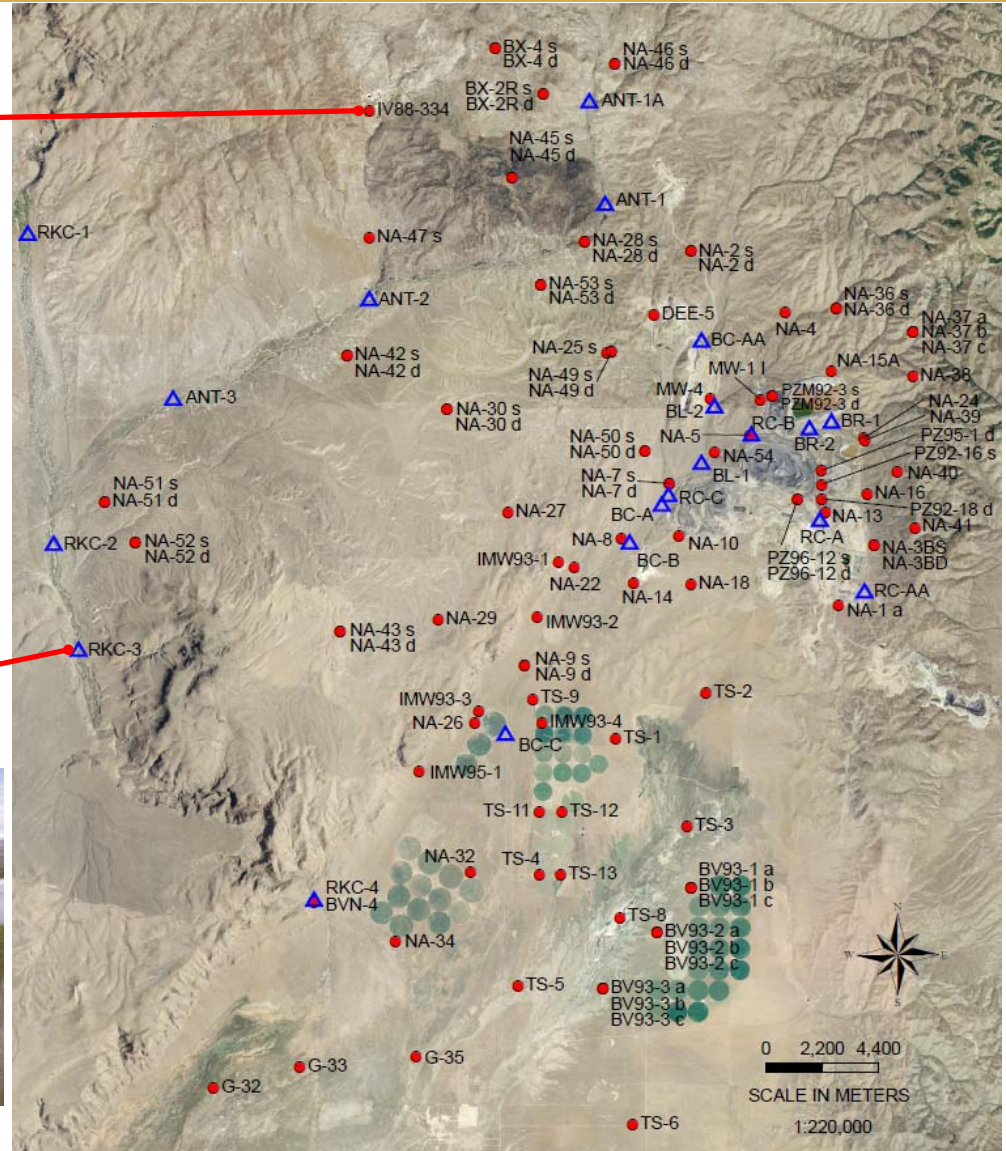 BX-4 s
BX-4 d
NA-46 s
NA-46 d
BX-2R s
BX-2R d
ANT-1A
IV88-334
NA-45 s
NA-45 d
ANT-1
RKC-1
NA-47 s
NA-28 s
NA-28 d
NA-2 s
NA-2 d
NA-53 s
NA-53 d
ANT-2
NA-36 s
NA-36 d
DEE-5
NA-4
NA-37 a
NA-37 b
NA-37 c
BC-AA
NA-25 s
NA-42 s
NA-42 d
MW-1 I
NA-15A
NA-49 s
NA-49 d
NA-38
ANT-3
MW-4
PZM92-3 s
PZM92-3 d
BL-2
NA-30 s
NA-30 d
RC-B
BR-1
NA-24
NA-39
NA-5
BR-2
PZ95-1 d
NA-50 s
NA-50 d
NA-54
PZ92-16 s
BL-1
NA-40
NA-7 s
NA-7 d
NA-51 s
NA-51 d
RC-C
NA-16
BC-A
PZ92-18 d
NA-27
NA-13
RC-A
NA-41
RKC-2
NA-52 s
NA-52 d
NA-8
BC-B
NA-10
NA-3BS
NA-3BD
PZ96-12 s
PZ96-12 d
IMW93-1
NA-22
NA-14
NA-18
RC-AA
NA-1 a
NA-29
IMW93-2
NA-43 s
NA-43 d
RKC-3
NA-9 s
NA-9 d
TS-2
IMW93-3
TS-9
NA-26
IMW93-4
BC-C
TS-1
IMW95-1
TS-11
TS-12
TS-3
NA-32
TS-4
TS-13
BV93-1 a
BV93-1 b
BV93-1 c
RKC-4
BVN-4
TS-8
BV93-2 a
BV93-2 b
BV93-2 c
NA-34
N
W
E
S
TS-5
BV93-3 a
BV93-3 b
BV93-3 c
0 2,200 4,400
SCALE IN METERS
1:220,000
G-35
G-33
G-32
TS-6